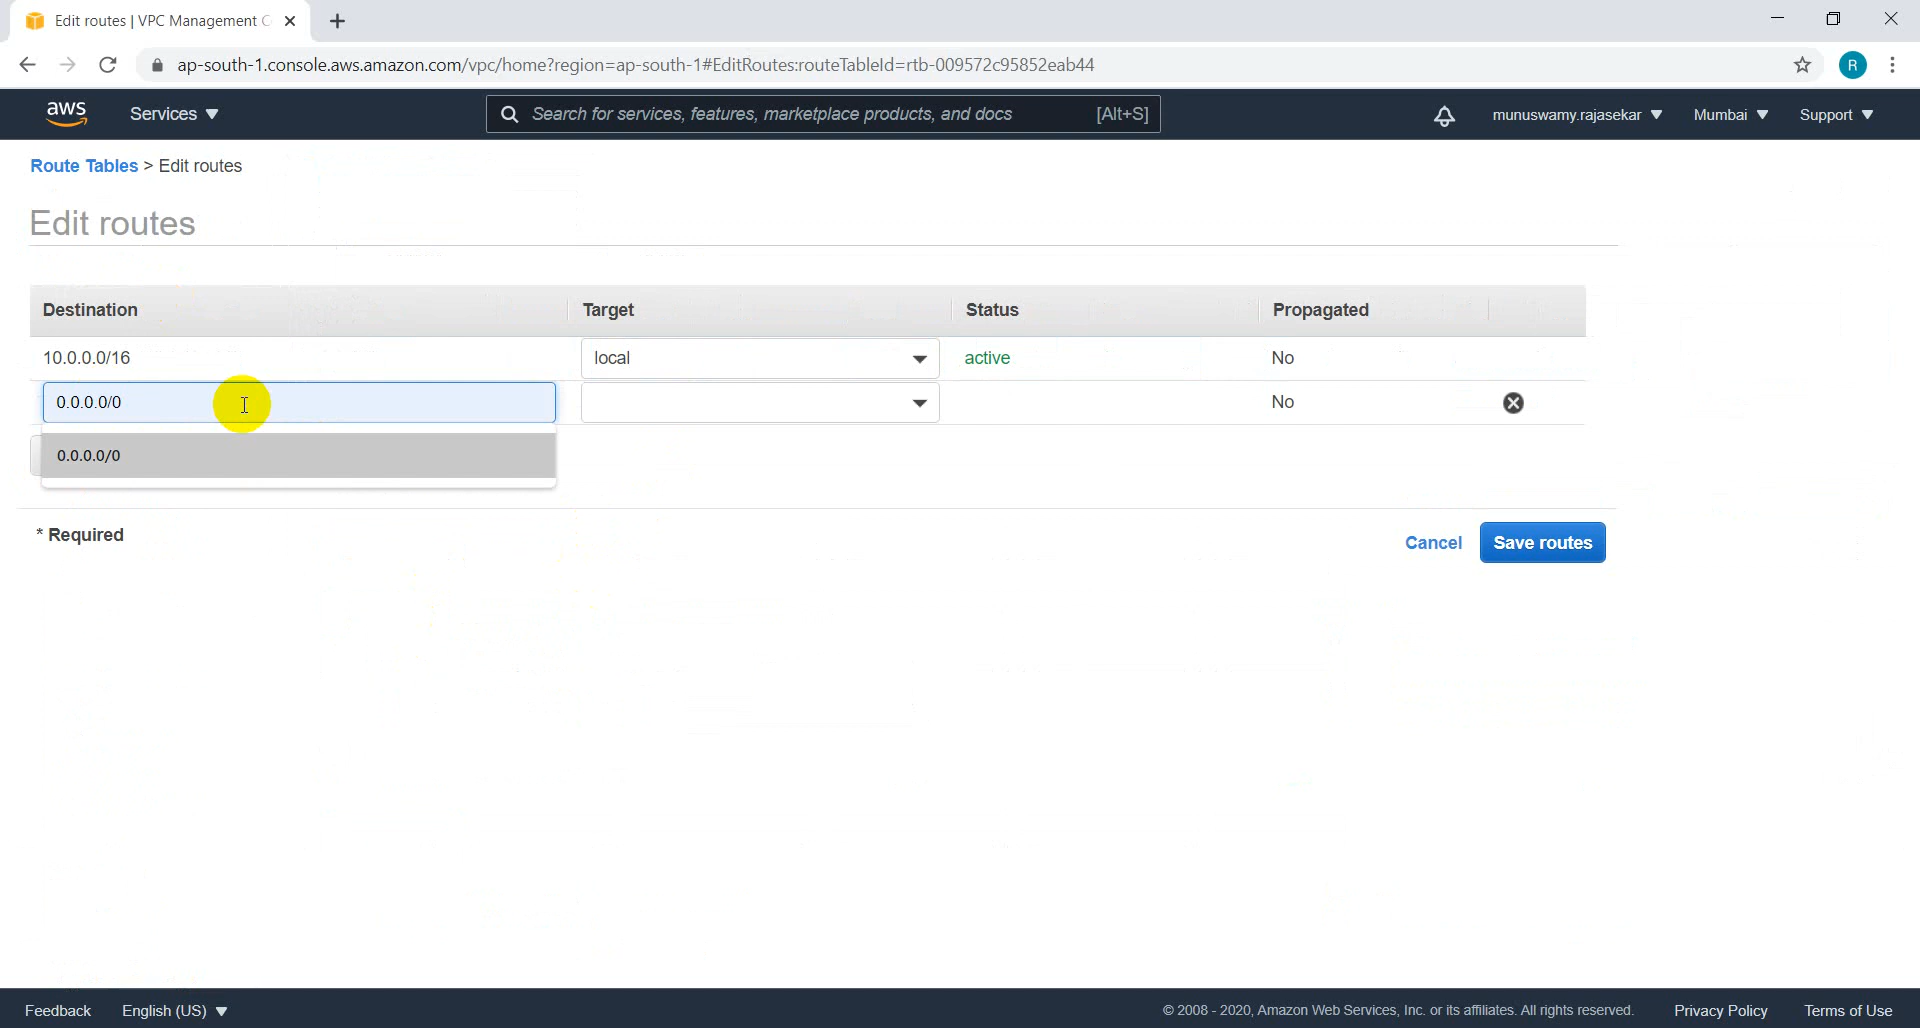 Edit routes | VPC Management C
ap-south-1.console.aws.amazon.com/vpc/home?region=ap-south-1#EditRoutes:routeTableId=rtb-009572c95852eab44
R
aws
Services
Search for services, features, marketplace products, and docs
[Alt+S]
munuswamy.rajasekar
Mumbai
Support
Route Tables > Edit routes
Edit routes
Destination Target Status Propagated
10.0.0.0/16 local active No
0.0.0.0/0 No
0.0.0.0/0
* Required
Cancel
Save routes
Feedback
English (US)
© 2008 - 2020, Amazon Web Services, Inc. or its affiliates. All rights reserved.
Privacy Policy
Terms of Use